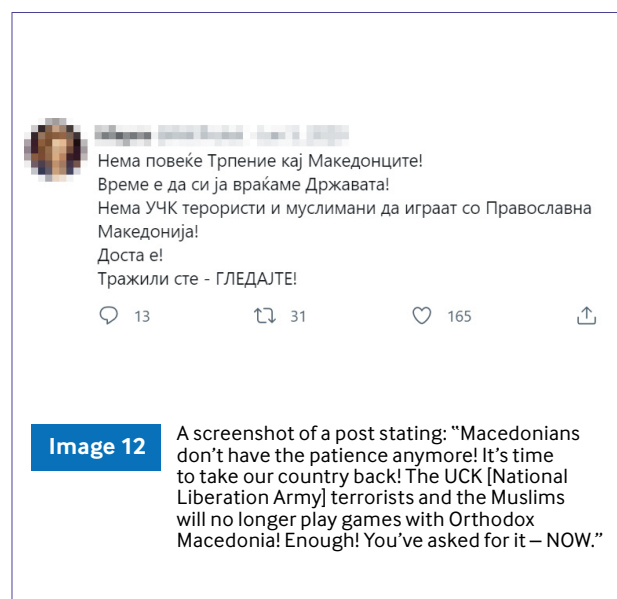 Нема повеќе Трпение кај Македонците!
Време е да си ја враќаме Државата!
Нема УЧК терористи и муслимани да играат со Православна
Македонија!
Доста е!
Тражили сте - ГЛЕДАЈТЕ!
13 31 165
Image 12
A screenshot of a post stating: “Macedonians
don’t have the patience anymore! It’s time
to take our country back! The UCK [National
Liberation Army] terrorists and the Muslims
will no longer play games with Orthodox
Macedonia! Enough! You’ve asked for it – NOW.”